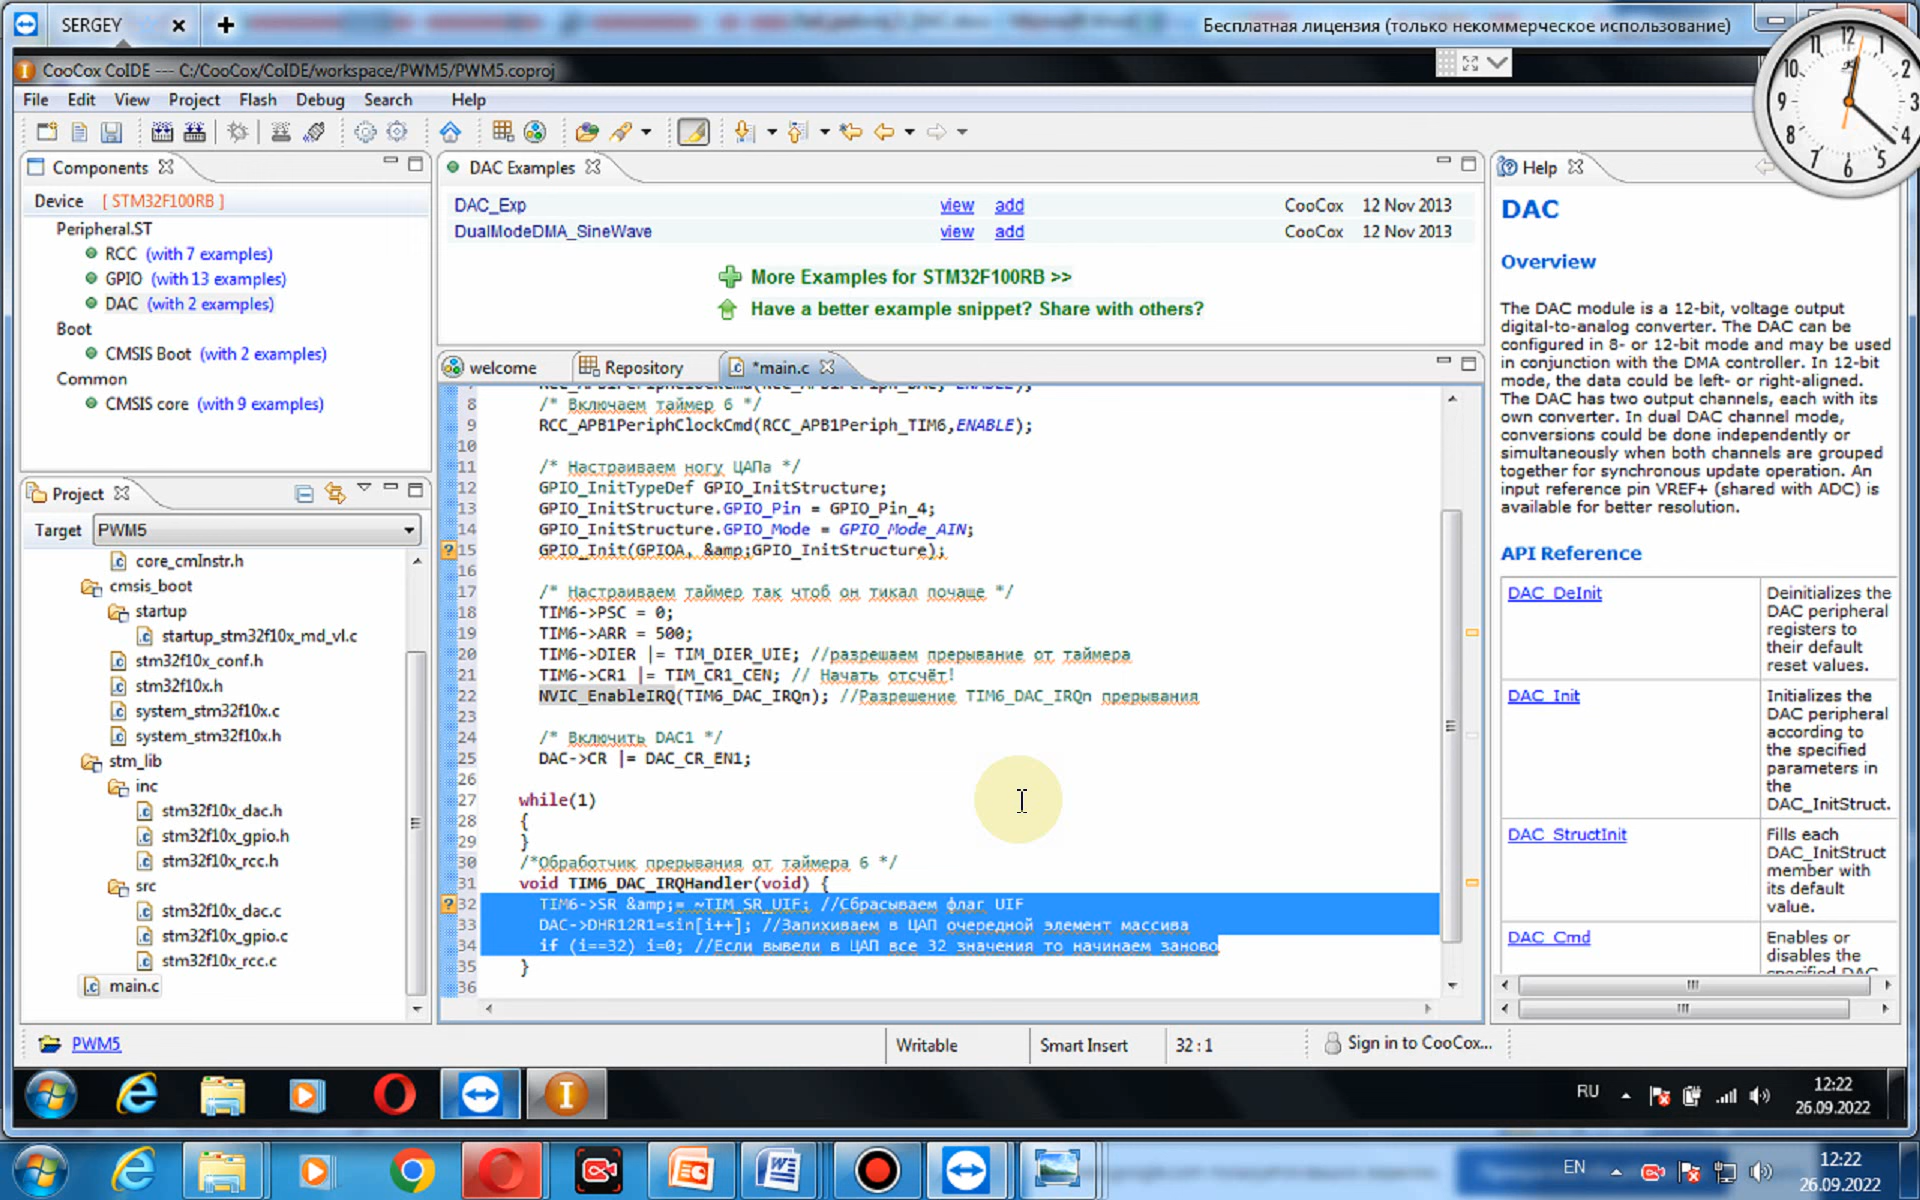 SERGEY
Бесплатная лицензия (только некоммерческое использование)
CooCox CoIDE --- C:/CooCox/CoIDE/workspace/PWM5/PWM5.coproj
File Edit View Project Flash Debug Search Help
Components
Device [ STM32F100RB ]
Peripheral.ST
RCC (with 7 examples)
GPIO (with 13 examples)
DAC (with 2 examples)
Boot
CMSIS Boot (with 2 examples)
Common
CMSIS core (with 9 examples)
Project
Target PWM5
core_cmInstr.h
cmsis_boot
startup
startup_stm32f10x_md_vl.c
stm32f10x_conf.h
stm32f10x.h
system_stm32f10x.c
system_stm32f10x.h
stm_lib
inc
stm32f10x_dac.h
stm32f10x_gpio.h
stm32f10x_rcc.h
src
stm32f10x_dac.c
stm32f10x_gpio.c
stm32f10x_rcc.c
main.c
DAC Examples
DAC_Exp view add CooCox 12 Nov 2013
DualModeDMA_SineWave view add CooCox 12 Nov 2013
More Examples for STM32F100RB >>
Have a better example snippet? Share with others?
welcome Repository *main.c
7 RCC_APB1PeriphClockCmd(RCC_APB1Periph_DAC, ENABLE);
8 /* Включаем таймер 6 */
9 RCC_APB1PeriphClockCmd(RCC_APB1Periph_TIM6,ENABLE);
10
11 /* Настраиваем ногу ЦАПа */
12 GPIO_InitTypeDef GPIO_InitStructure;
13 GPIO_InitStructure.GPIO_Pin = GPIO_Pin_4;
14 GPIO_InitStructure.GPIO_Mode = GPIO_Mode_AIN;
15 GPIO_Init(GPIOA, &amp;GPIO_InitStructure);
16
17 /* Настраиваем таймер так чтоб он тикал почаще */
18 TIM6->PSC = 0;
19 TIM6->ARR = 500;
20 TIM6->DIER |= TIM_DIER_UIE; //разрешаем прерывание от таймера
21 TIM6->CR1 |= TIM_CR1_CEN; // Начать отсчёт!
22 NVIC_EnableIRQ(TIM6_DAC_IRQn); //Разрешение TIM6_DAC_IRQn прерывания
23
24 /* Включить DAC1 */
25 DAC->CR |= DAC_CR_EN1;
26
27 while(1)
28 {
29 }
30 /*Обработчик прерывания от таймера 6 */
31 void TIM6_DAC_IRQHandler(void) {
32 TIM6->SR &amp;= ~TIM_SR_UIF; //Сбрасываем флаг UIF
33 DAC->DHR12R1=sin[i++]; //Запихиваем в ЦАП очередной элемент массива
34 if (i==32) i=0; //Если вывели в ЦАП все 32 значения то начинаем заново
35 }
36
Help
DAC
Overview
The DAC module is a 12-bit, voltage output
digital-to-analog converter. The DAC can be
configured in 8- or 12-bit mode and may be used
in conjunction with the DMA controller. In 12-bit
mode, the data could be left- or right-aligned.
The DAC has two output channels, each with its
own converter. In dual DAC channel mode,
conversions could be done independently or
simultaneously when both channels are grouped
together for synchronous update operation. An
input reference pin VREF+ (shared with ADC) is
available for better resolution.
API Reference
DAC_DeInit Deinitializes the
DAC peripheral
registers to
their default
reset values.
DAC_Init Initializes the
DAC peripheral
according to
the specified
parameters in
the
DAC_InitStruct.
DAC_StructInit Fills each
DAC_InitStruct
member with
its default
value.
DAC_Cmd Enables or
disables the
specified DAC
12 1 2 3 4 5 6 7 8 9 10 11
PWM5 Writable Smart Insert 32 : 1 Sign in to CooCox...
RU 12:22
26.09.2022
EN 12:22
26.09.2022